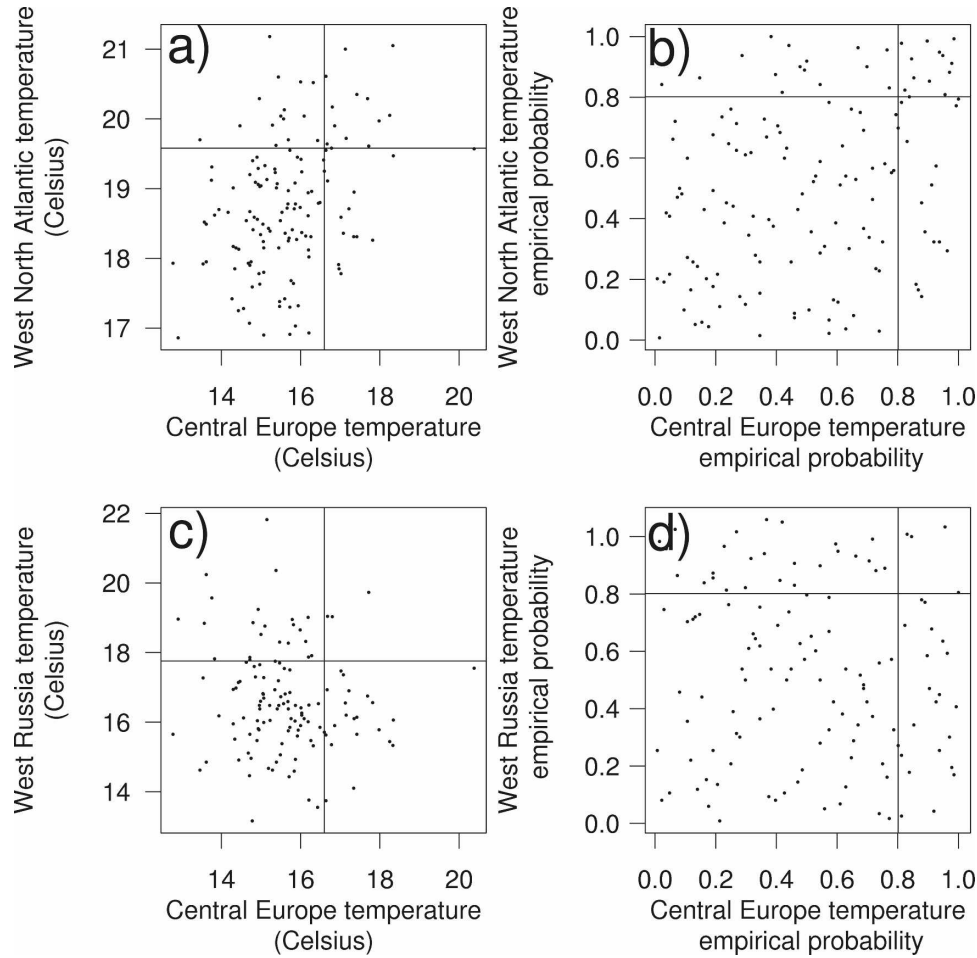 a)
West North Atlantic temperature
(Celsius)
21
20
19
18
17
14 16 18 20
Central Europe temperature
(Celsius)
b)
West North Atlantic temperature
empirical probability
1.0
0.8
0.6
0.4
0.2
0.0
0.0 0.2 0.4 0.6 0.8 1.0
Central Europe temperature
empirical probability
c)
West Russia temperature
(Celsius)
22
20
18
16
14
14 16 18 20
Central Europe temperature
(Celsius)
d)
West Russia temperature
empirical probability
1.0
0.8
0.6
0.4
0.2
0.0
0.0 0.2 0.4 0.6 0.8 1.0
Central Europe temperature
empirical probability